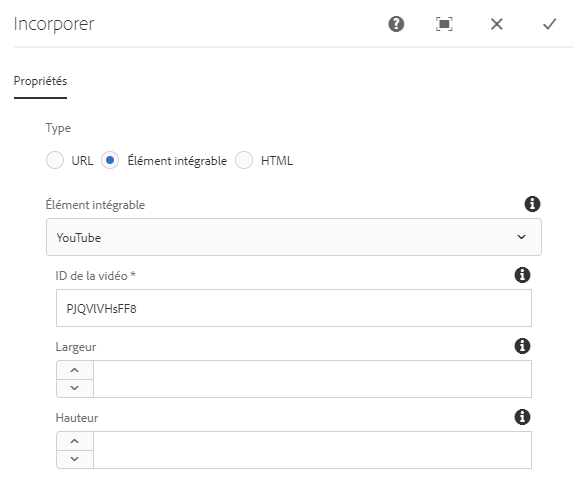 Incorporer
Propriétés
Type
URL Élément intégrable HTML
Élément intégrable
YouTube
ID de la vidéo *
PJQVlVHsFF8
Largeur
Hauteur